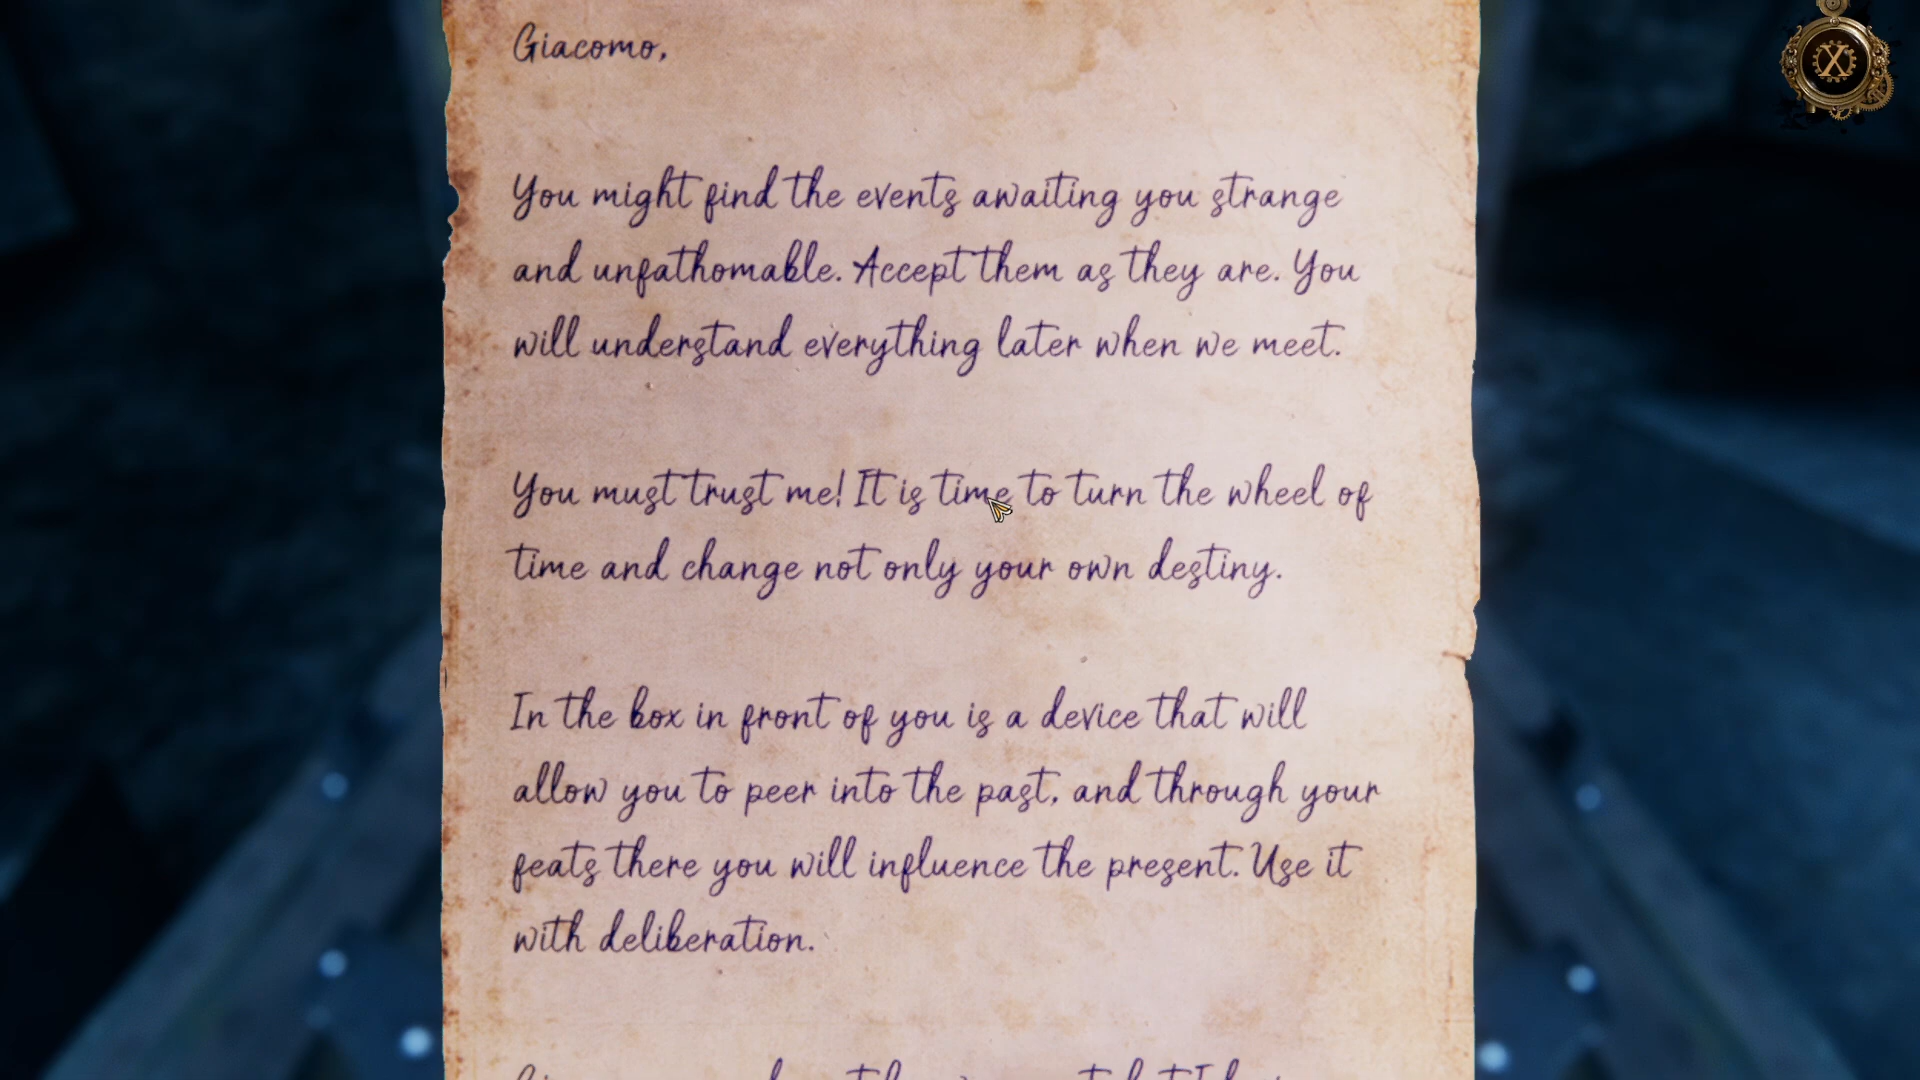 X
Giacomo,
You might find the events awaiting you strange
and unfathomable. Accept them as they are. You
will understand everything later when we meet.
You must trust me! It is time to turn the wheel of
time and change not only your own destiny.
In the box in front of you is a device that will
allow you to peer into the past, and through your
feats there you will influence the present. Use it
with deliberation.